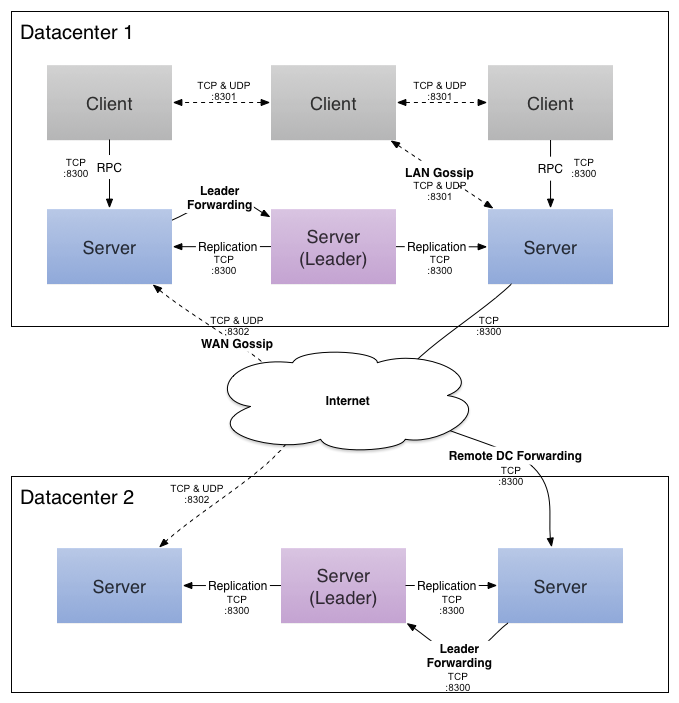 Datacenter 1
Client
TCP & UDP
:8301
Client
TCP & UDP
:8301
Client
TCP
:8300
RPC
LAN Gossip
TCP & UDP
:8301
RPC
TCP
:8300
Leader
Forwarding
Server
Replication
TCP
:8300
Server
(Leader)
Replication
TCP
:8300
Server
TCP & UDP
:8302
WAN Gossip
TCP
:8300
Internet
Remote DC Forwarding
TCP
:8300
Datacenter 2
TCP & UDP
:8302
Server
Replication
TCP
:8300
Server
(Leader)
Replication
TCP
:8300
Server
Leader
Forwarding
TCP
:8300